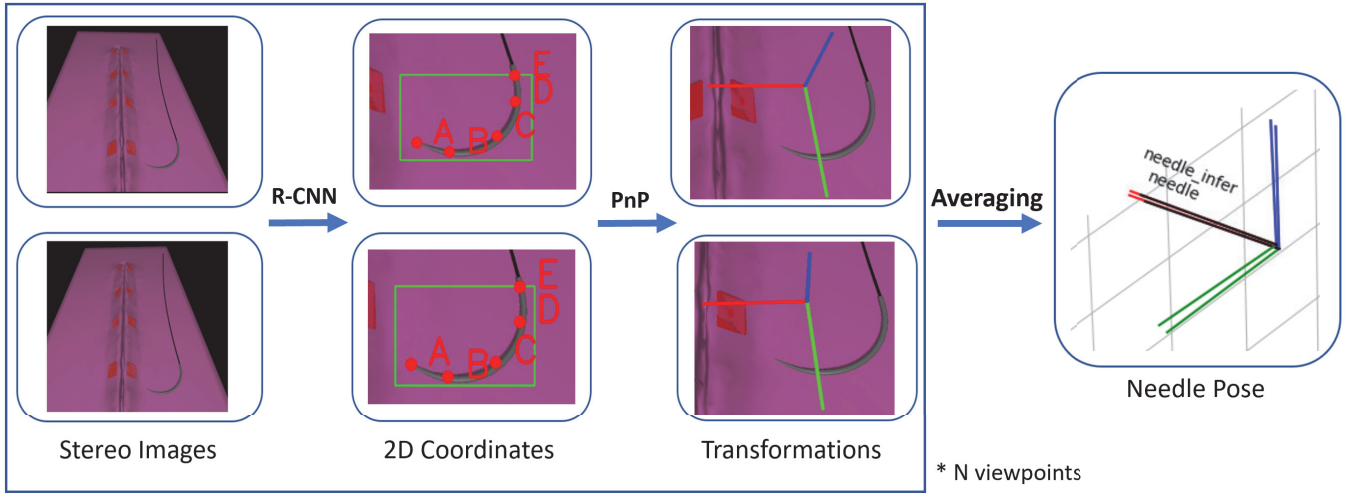 R-CNN
PnP
Averaging
A
B
C
D
E
A
B
C
D
E
needle_infer
needle
Stereo Images
2D Coordinates
Transformations
Needle Pose
* N viewpoints